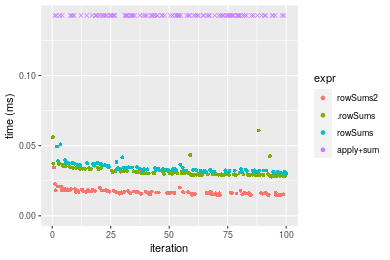 0.10
0.05
0.00
time (ms)
0
25
50
75
100
iteration
expr
rowSums2
.rowSums
rowSums
apply+sum